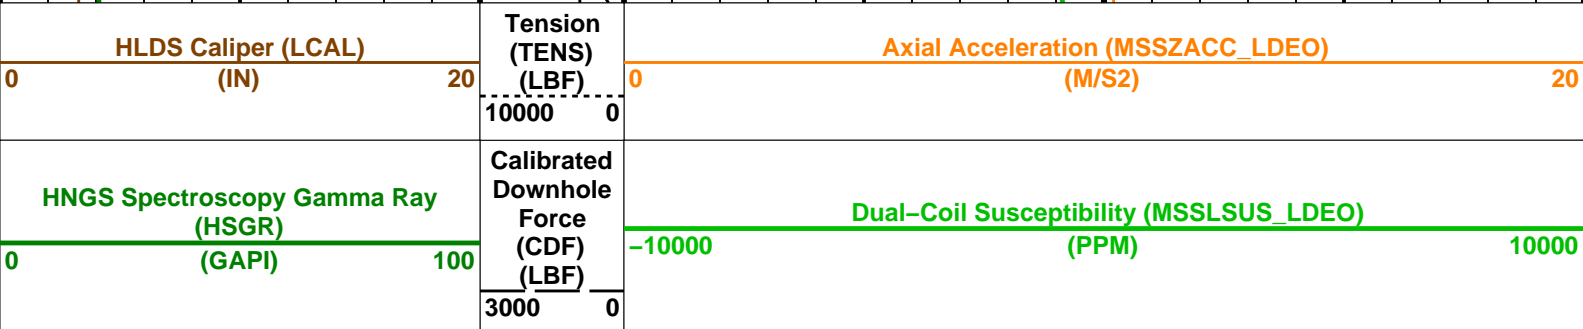 HLDS Caliper (LCAL)
0 (IN) 20
Tension
(TENS)
(LBF)
10000 0
Axial Acceleration (MSSZACC_LDEO)
0 (M/S2) 20
HNGS Spectroscopy Gamma Ray
(HSGR)
0 (GAPI) 100
Calibrated
Downhole
Force
(CDF)
(LBF)
3000 0
Dual−Coil Susceptibility (MSSLSUS_LDEO)
−10000 (PPM) 10000